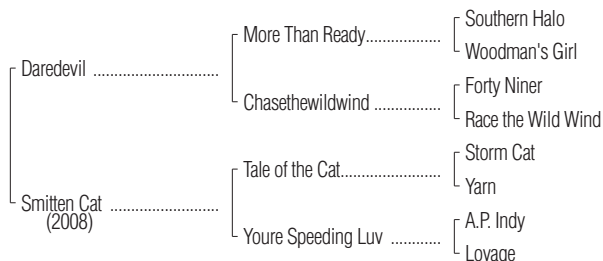 Southern Halo
More Than Ready..................
Woodman's Girl
Daredevil ..............................
Forty Niner
Chasethewildwind ................
Race the Wild Wind
Storm Cat
Tale of the Cat........................
Yarn
Smitten Cat ..........................
(2008)
A.P. Indy
Youre Speeding Luv ............
Lovage